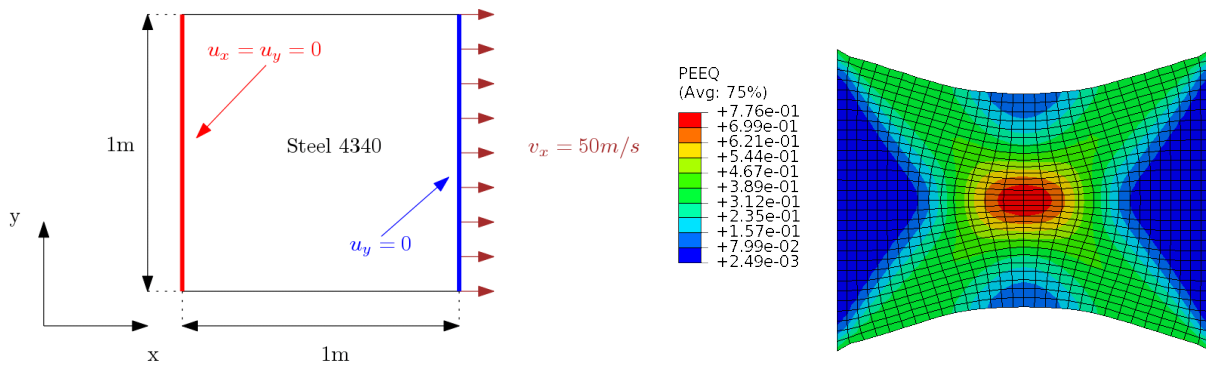 u_x = u_y = 0
1m
Steel 4340
v_x = 50m/s
y
u_y = 0
x
1m
PEEQ
(Avg: 75%)
+7.76e-01
+6.99e-01
+6.21e-01
+5.44e-01
+4.67e-01
+3.89e-01
+3.12e-01
+2.35e-01
+1.57e-01
+7.99e-02
+2.49e-03